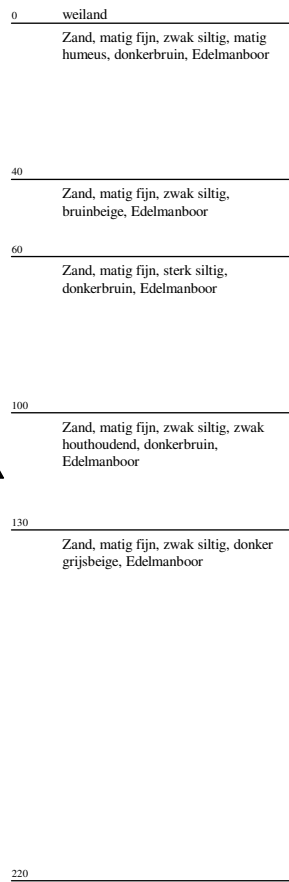 0 weiland
Zand, matig fijn, zwak siltig, matig
humeus, donkerbruin, Edelmanboor
40
Zand, matig fijn, zwak siltig,
bruinbeige, Edelmanboor
60
Zand, matig fijn, sterk siltig,
donkerbruin, Edelmanboor
100
Zand, matig fijn, zwak siltig, zwak
houthoudend, donkerbruin,
Edelmanboor
130
Zand, matig fijn, zwak siltig, donker
grijsbeige, Edelmanboor
220